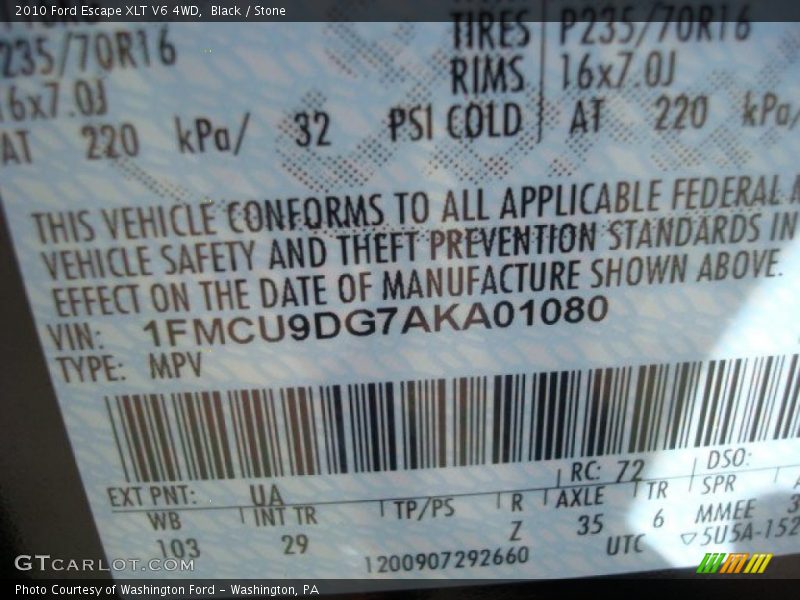 2010 Ford Escape XLT V6 4WD, Black / Stone
TIRES P235/70R16
235/70R16 RIMS 16x7.0J
16x7.0J
AT 220 kPa/ 32 PSI COLD AT 220 kPa/
THIS VEHICLE CONFORMS TO ALL APPLICABLE FEDERAL
VEHICLE SAFETY AND THEFT PREVENTION STANDARDS IN
EFFECT ON THE DATE OF MANUFACTURE SHOWN ABOVE.
VIN: 1FMCU9DG7AKA01080
TYPE: MPV
EXT PNT: UA RC: 72 DSO:
WB INT TR TP/PS R AXLE TR SPR
103 29 Z 35 6 MMEE
1200907292660 UTC ▽5U5A-152
GTCARLOT.COM
Photo Courtesy of Washington Ford - Washington, PA